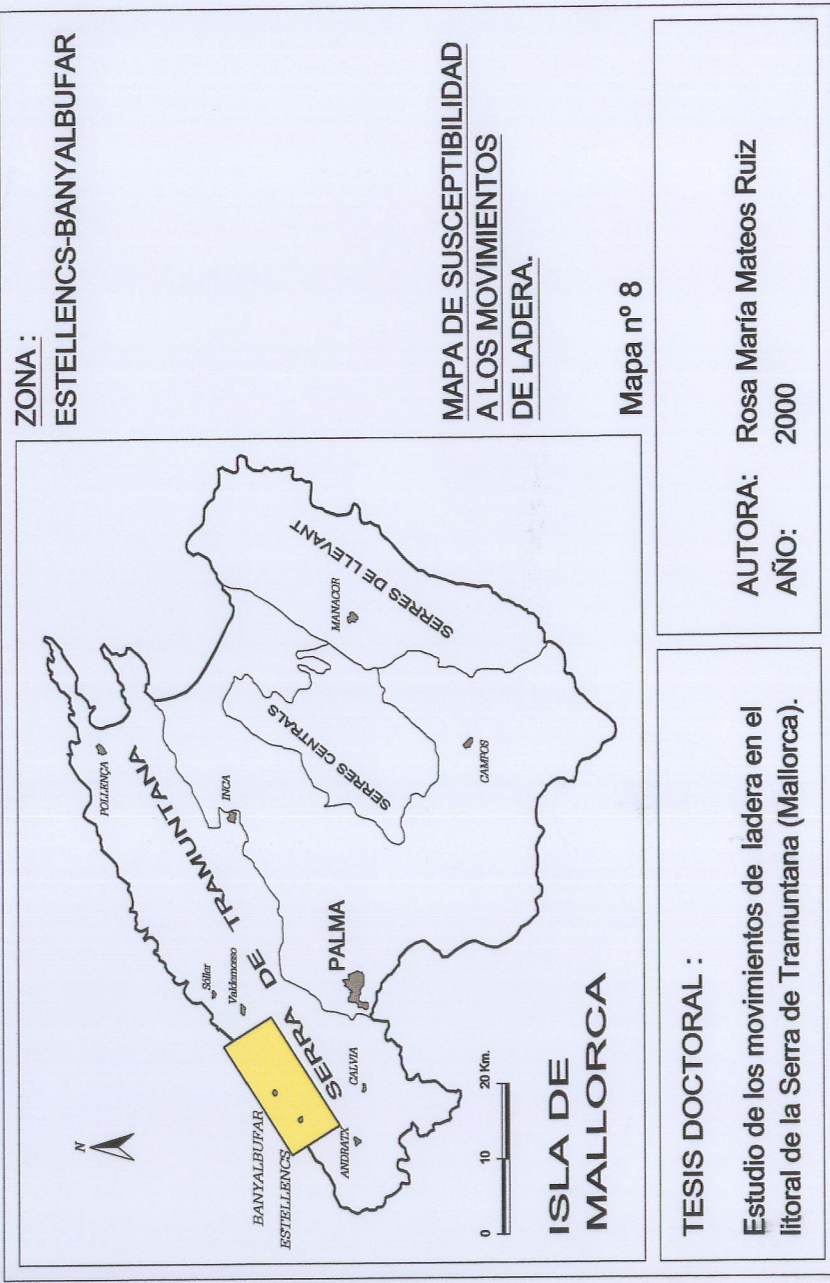 ZONA :
ESTELLENCS-BANYALBUFAR
MAPA DE SUSCEPTIBILIDAD
A LOS MOVIMIENTOS
DE LADERA.
Mapa nº 8
N
POLLENÇA
SERRA DE TRAMUNTANA
Sóller
Valdemosso
INCA
BANYALBUFAR
ESTELLENCS
ANDRATX
CALVIA
PALMA
SERRES CENTRALS
SERRES DE LLEVANT
MANACOR
CAMPOS
0 10 20 Km.
ISLA DE
MALLORCA
TESIS DOCTORAL :
Estudio de los movimientos de ladera en el
litoral de la Serra de Tramuntana (Mallorca).
AUTORA: Rosa María Mateos Ruiz
AÑO: 2000